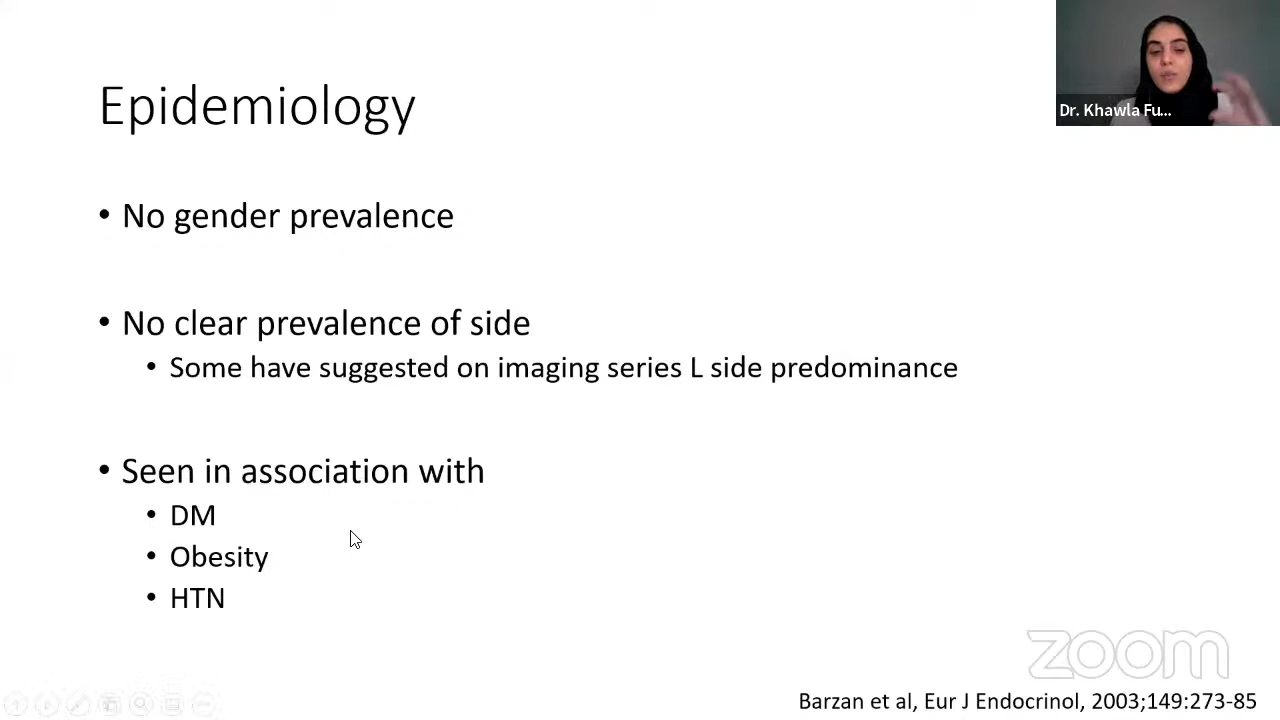 Dr. Khawla Fu...
Epidemiology
• No gender prevalence
• No clear prevalence of side
• Some have suggested on imaging series L side predominance
• Seen in association with
• DM
• Obesity
• HTN
zoom
Barzan et al, Eur J Endocrinol, 2003;149:273-85